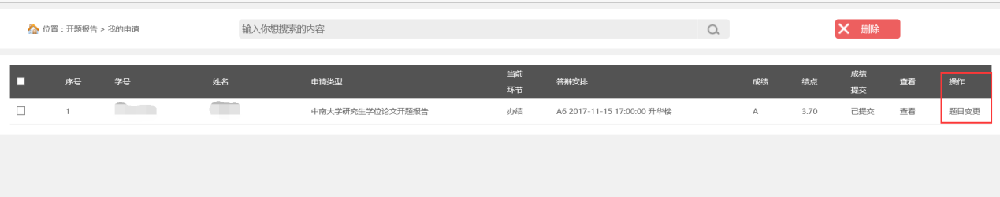 位置：开题报告 > 我的申请
输入你想搜索的内容
删除
序号 学号 姓名 申请类型 当前环节 答辩安排 成绩 绩点 成绩提交 查看 操作
1 中南大学研究生学位论文开题报告 办结 A6 2017-11-15 17:00:00 升华楼 A 3.70 已提交 查看 题目变更